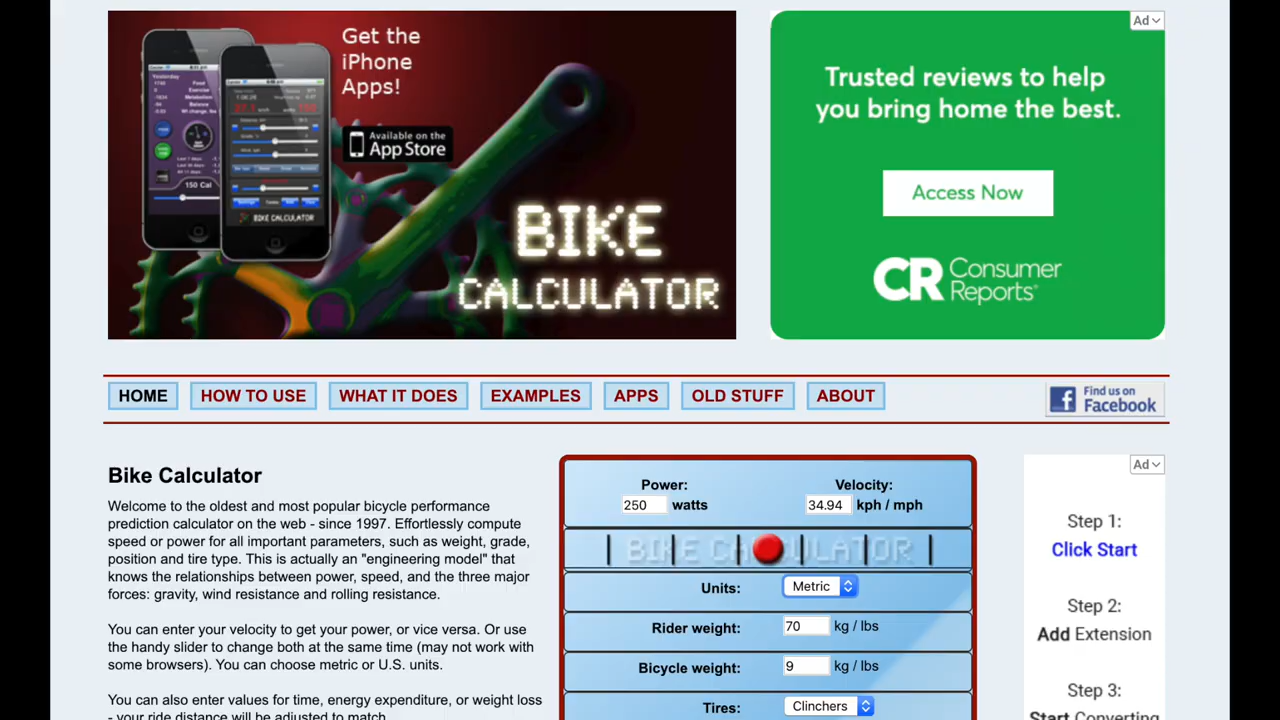 Get the
iPhone
Apps!
Available on the
App Store
150 Cal
BIKE CALCULATOR
BIKE
CALCULATOR
Ad
Trusted reviews to help
you bring home the best.
Access Now
CR Consumer
Reports
HOME HOW TO USE WHAT IT DOES EXAMPLES APPS OLD STUFF ABOUT
Find us on
Facebook
Bike Calculator
Welcome to the oldest and most popular bicycle performance
prediction calculator on the web - since 1997. Effortlessly compute
speed or power for all important parameters, such as weight, grade,
position and tire type. This is actually an "engineering model" that
knows the relationships between power, speed, and the three major
forces: gravity, wind resistance and rolling resistance.
You can enter your velocity to get your power, or vice versa. Or use
the handy slider to change both at the same time (may not work with
some browsers). You can choose metric or U.S. units.
You can also enter values for time, energy expenditure, or weight loss
- your ride distance will be adjusted to match.
Power: Velocity:
250 watts 34.94 kph / mph
BIKE CALCULATOR
Units: Metric
Rider weight: 70 kg / lbs
Bicycle weight: 9 kg / lbs
Tires: Clinchers
Ad
Step 1:
Click Start
Step 2:
Add Extension
Step 3:
Start Converting